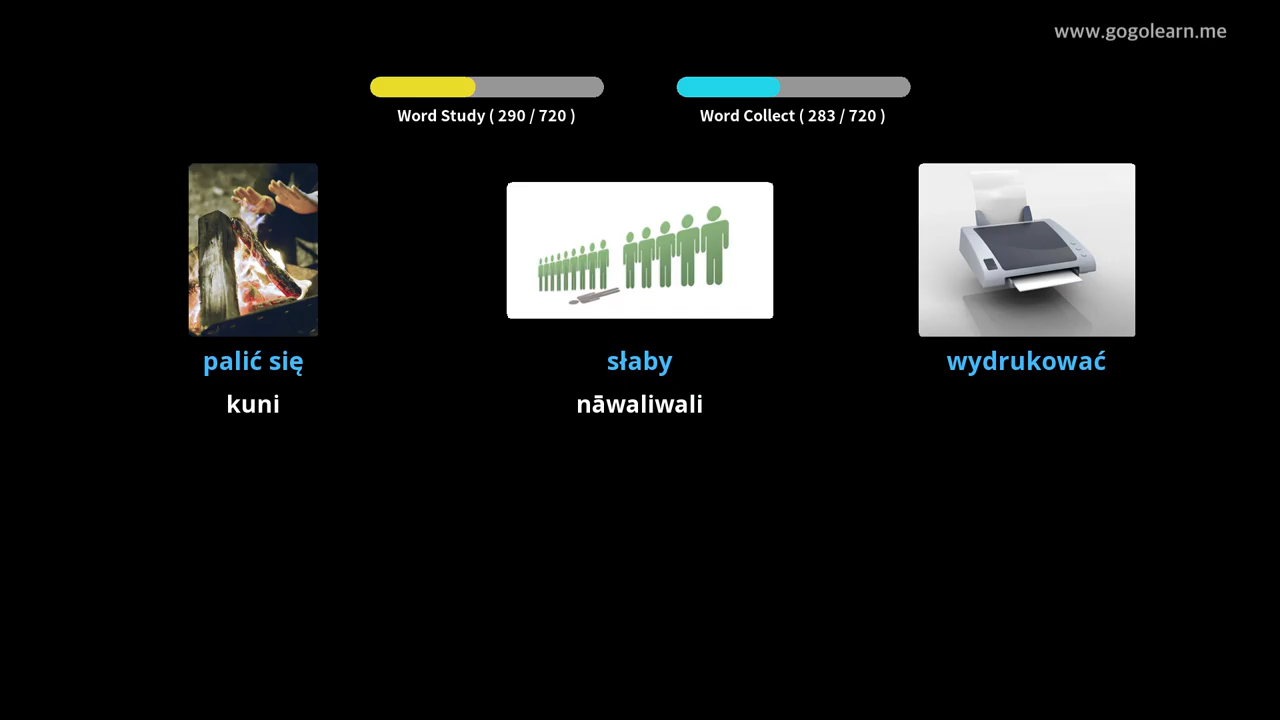 www.gogolearn.me
Word Study ( 290 / 720 )
Word Collect ( 283 / 720 )
palić się
słaby
wydrukować
kuni
nāwaliwali